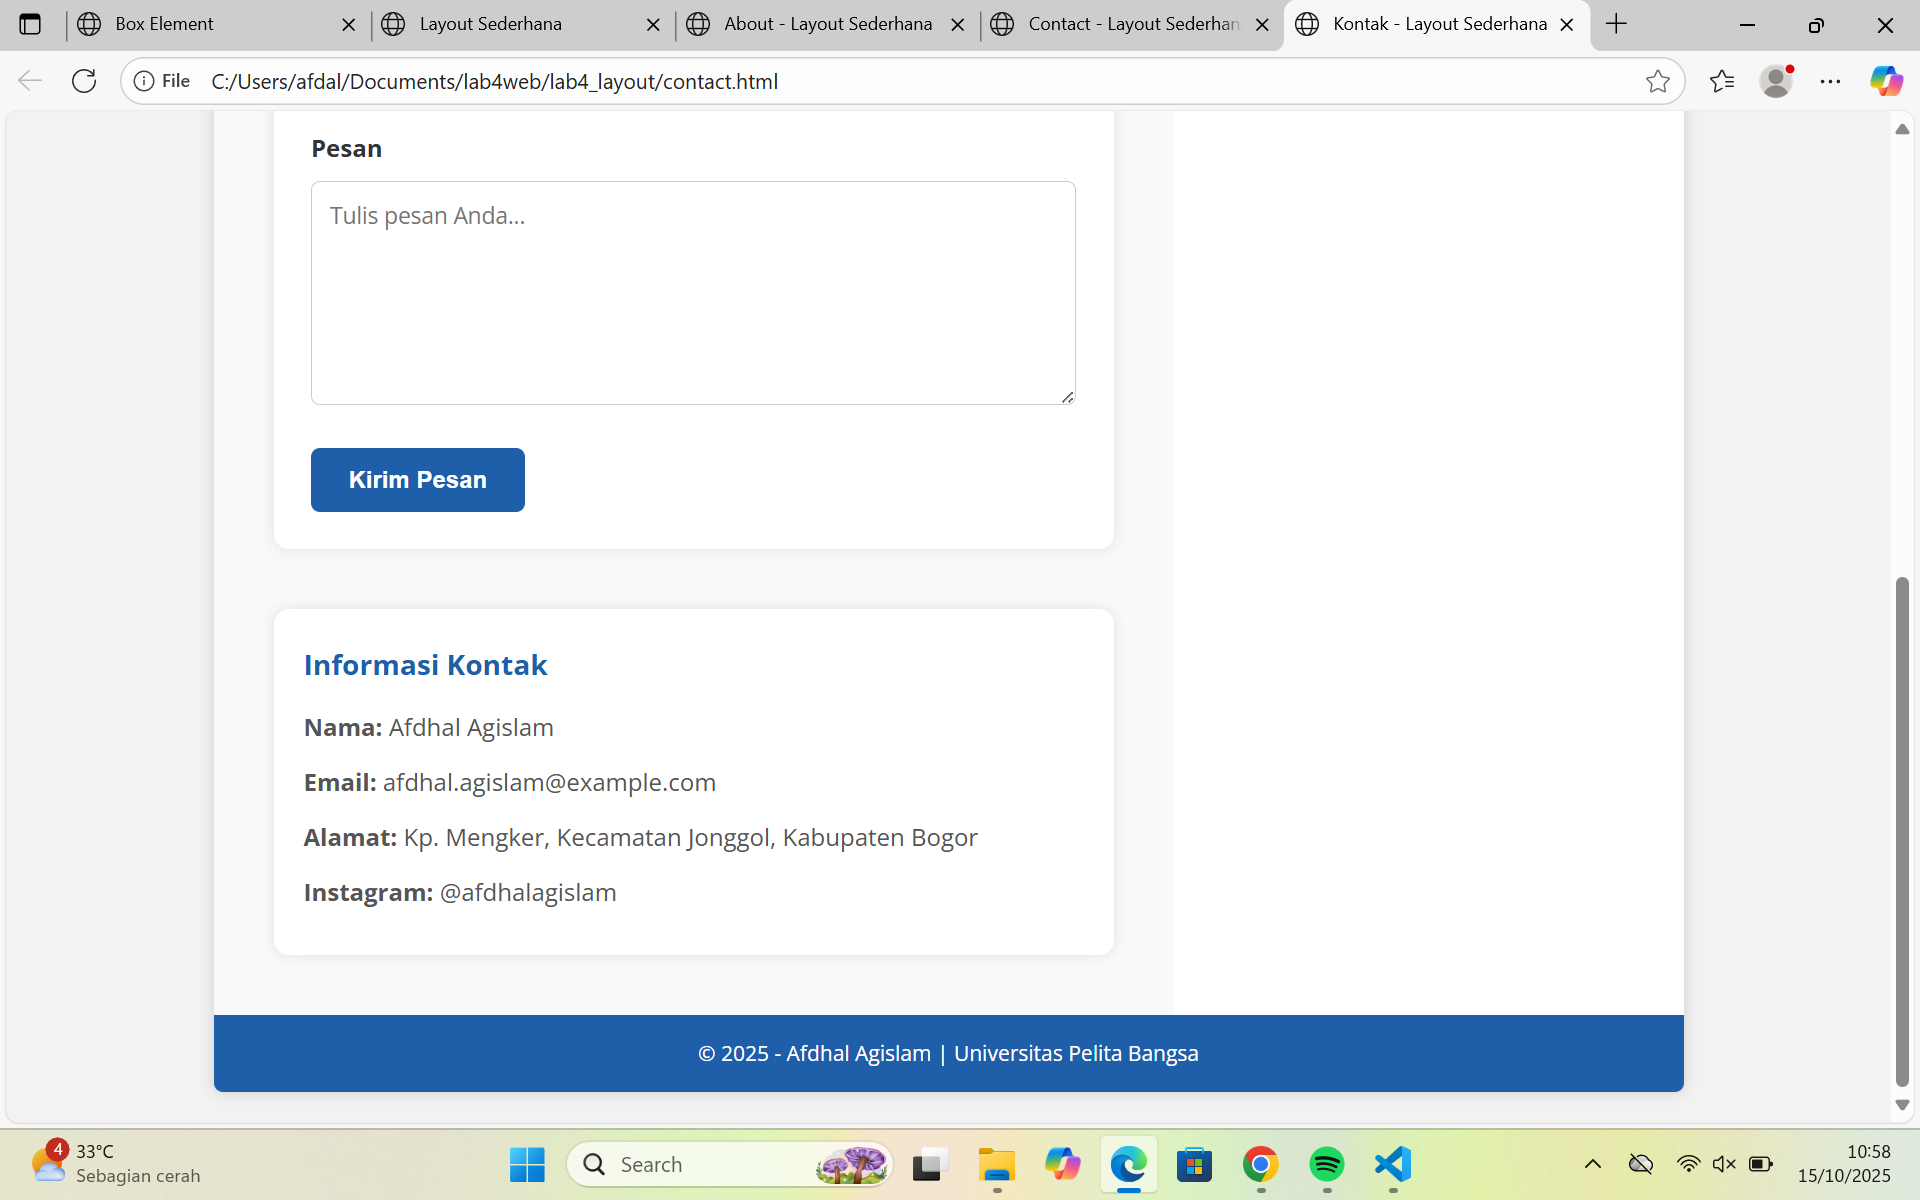 Box Element
Layout Sederhana
About - Layout Sederhana
Contact - Layout Sederhan
Kontak - Layout Sederhana
File
C:/Users/afdal/Documents/lab4web/lab4_layout/contact.html
Pesan
Tulis pesan Anda...
Kirim Pesan
Informasi Kontak
Nama: Afdhal Agislam
Email: afdhal.agislam@example.com
Alamat: Kp. Mengker, Kecamatan Jonggol, Kabupaten Bogor
Instagram: @afdhalagislam
© 2025 - Afdhal Agislam | Universitas Pelita Bangsa
4
33°C
Sebagian cerah
Search
10:58
15/10/2025